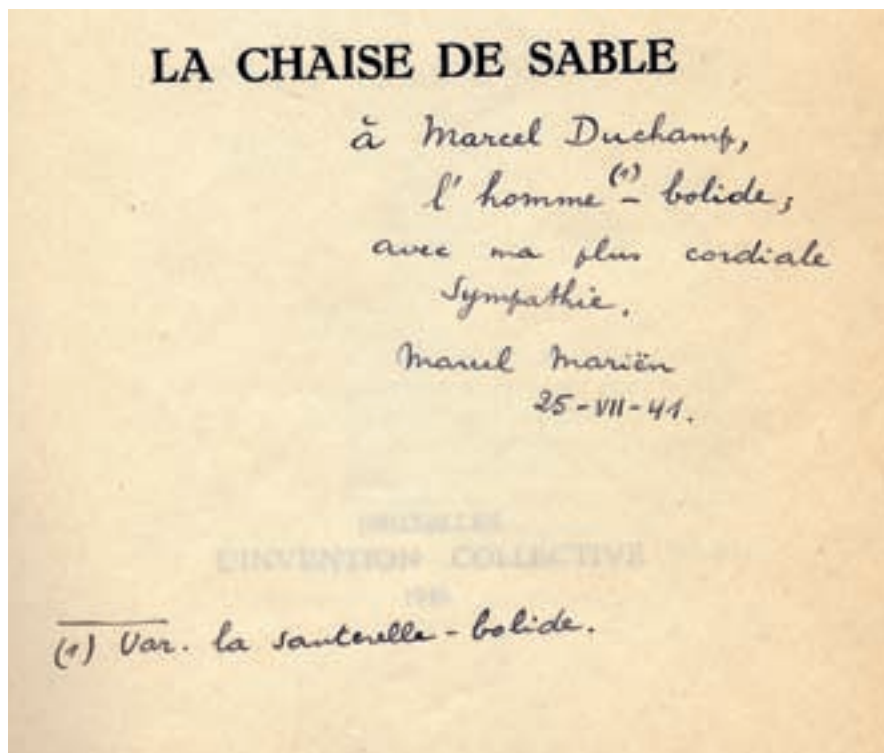 LA CHAISE DE SABLE
à Marcel Duchamp,
l'homme (1) - bolide,
avec ma plus cordiale
Sympathie.
Marcel Mariën
25-VII-41.
BRUXELLES
L'INVENTION COLLECTIVE
(1) Var. la sauterelle-bolide.